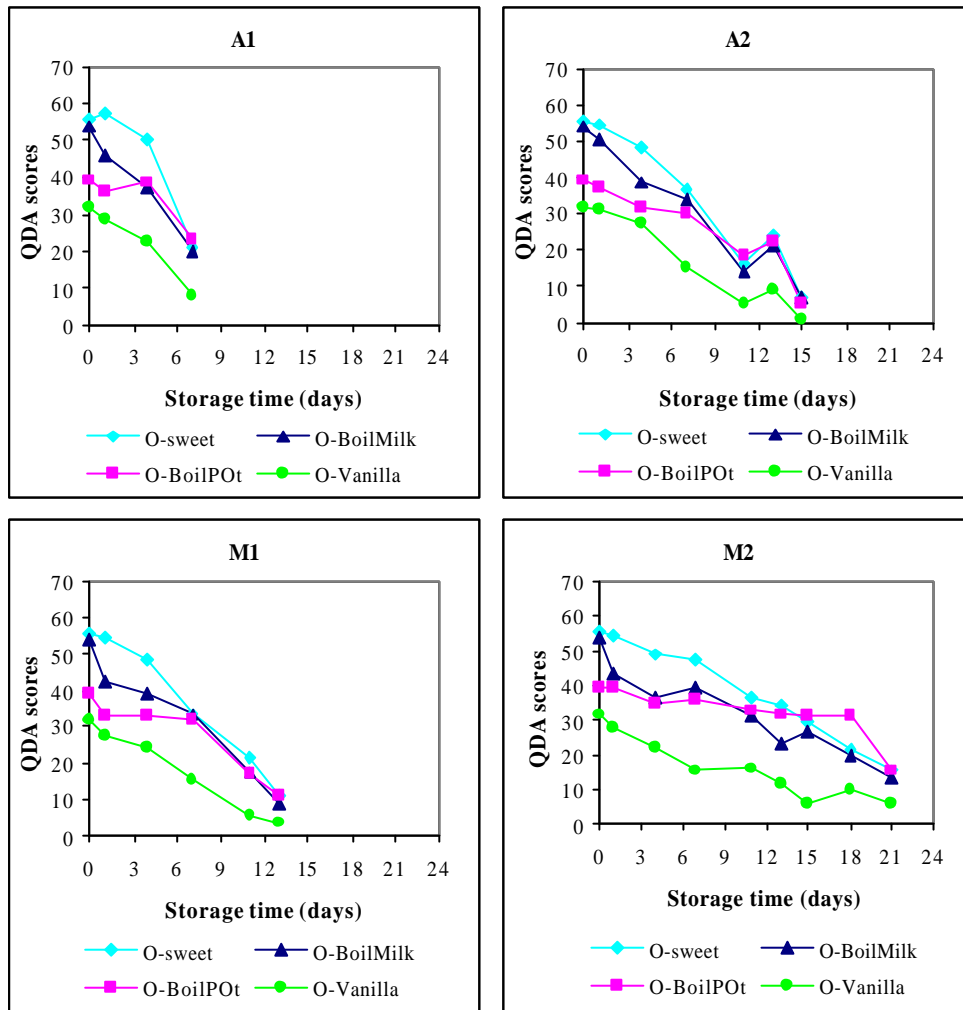 A1
70
60
50
40
30
20
10
0
QDA scores
0 3 6 9 12 15 18 21 24
Storage time (days)
O-sweet O-BoilMilk
O-BoilPOt O-Vanilla
A2
70
60
50
40
30
20
10
0
QDA scores
0 3 6 9 12 15 18 21 24
Storage time (days)
O-sweet O-BoilMilk
O-BoilPOt O-Vanilla
M1
70
60
50
40
30
20
10
0
QDA scores
0 3 6 9 12 15 18 21 24
Storage time (days)
O-sweet O-BoilMilk
O-BoilPOt O-Vanilla
M2
70
60
50
40
30
20
10
0
QDA scores
0 3 6 9 12 15 18 21 24
Storage time (days)
O-sweet O-BoilMilk
O-BoilPOt O-Vanilla